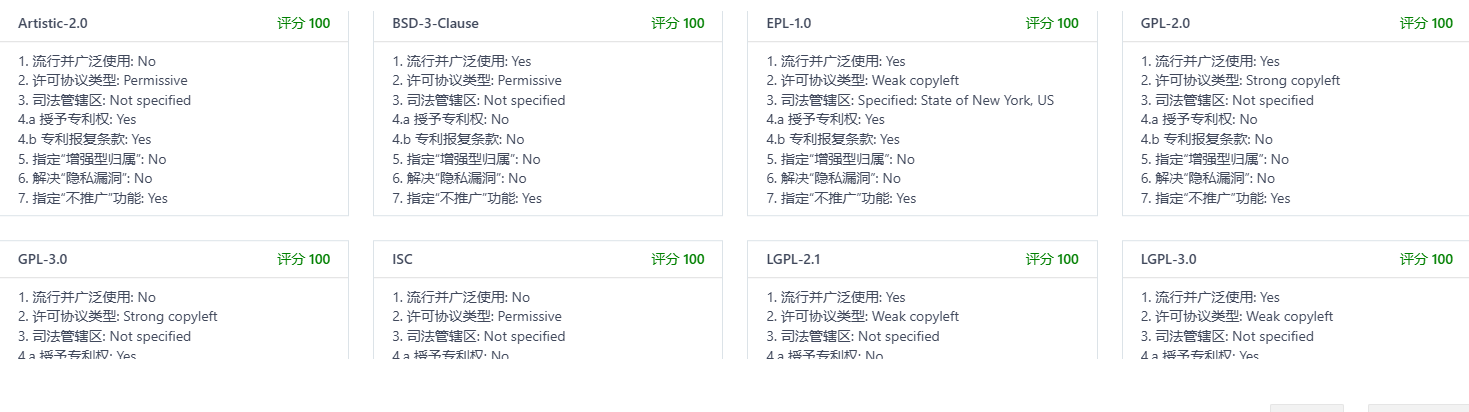 Artistic-2.0 评分 100
1. 流行并广泛使用: No
2. 许可协议类型: Permissive
3. 司法管辖区: Not specified
4.a 授予专利权: Yes
4.b 专利报复条款: Yes
5. 指定“增强型归属”: No
6. 解决“隐私漏洞”: No
7. 指定“不推广”功能: Yes
BSD-3-Clause 评分 100
1. 流行并广泛使用: Yes
2. 许可协议类型: Permissive
3. 司法管辖区: Not specified
4.a 授予专利权: No
4.b 专利报复条款: No
5. 指定“增强型归属”: No
6. 解决“隐私漏洞”: No
7. 指定“不推广”功能: Yes
EPL-1.0 评分 100
1. 流行并广泛使用: Yes
2. 许可协议类型: Weak copyleft
3. 司法管辖区: Specified: State of New York, US
4.a 授予专利权: Yes
4.b 专利报复条款: Yes
5. 指定“增强型归属”: No
6. 解决“隐私漏洞”: No
7. 指定“不推广”功能: Yes
GPL-2.0 评分 100
1. 流行并广泛使用: Yes
2. 许可协议类型: Strong copyleft
3. 司法管辖区: Not specified
4.a 授予专利权: No
4.b 专利报复条款: No
5. 指定“增强型归属”: No
6. 解决“隐私漏洞”: No
7. 指定“不推广”功能: Yes
GPL-3.0 评分 100
1. 流行并广泛使用: No
2. 许可协议类型: Strong copyleft
3. 司法管辖区: Not specified
4.a 授予专利权: Yes
ISC 评分 100
1. 流行并广泛使用: No
2. 许可协议类型: Permissive
3. 司法管辖区: Not specified
4.a 授予专利权: No
LGPL-2.1 评分 100
1. 流行并广泛使用: Yes
2. 许可协议类型: Weak copyleft
3. 司法管辖区: Not specified
4.a 授予专利权: No
LGPL-3.0 评分 100
1. 流行并广泛使用: Yes
2. 许可协议类型: Weak copyleft
3. 司法管辖区: Not specified
4.a 授予专利权: Yes